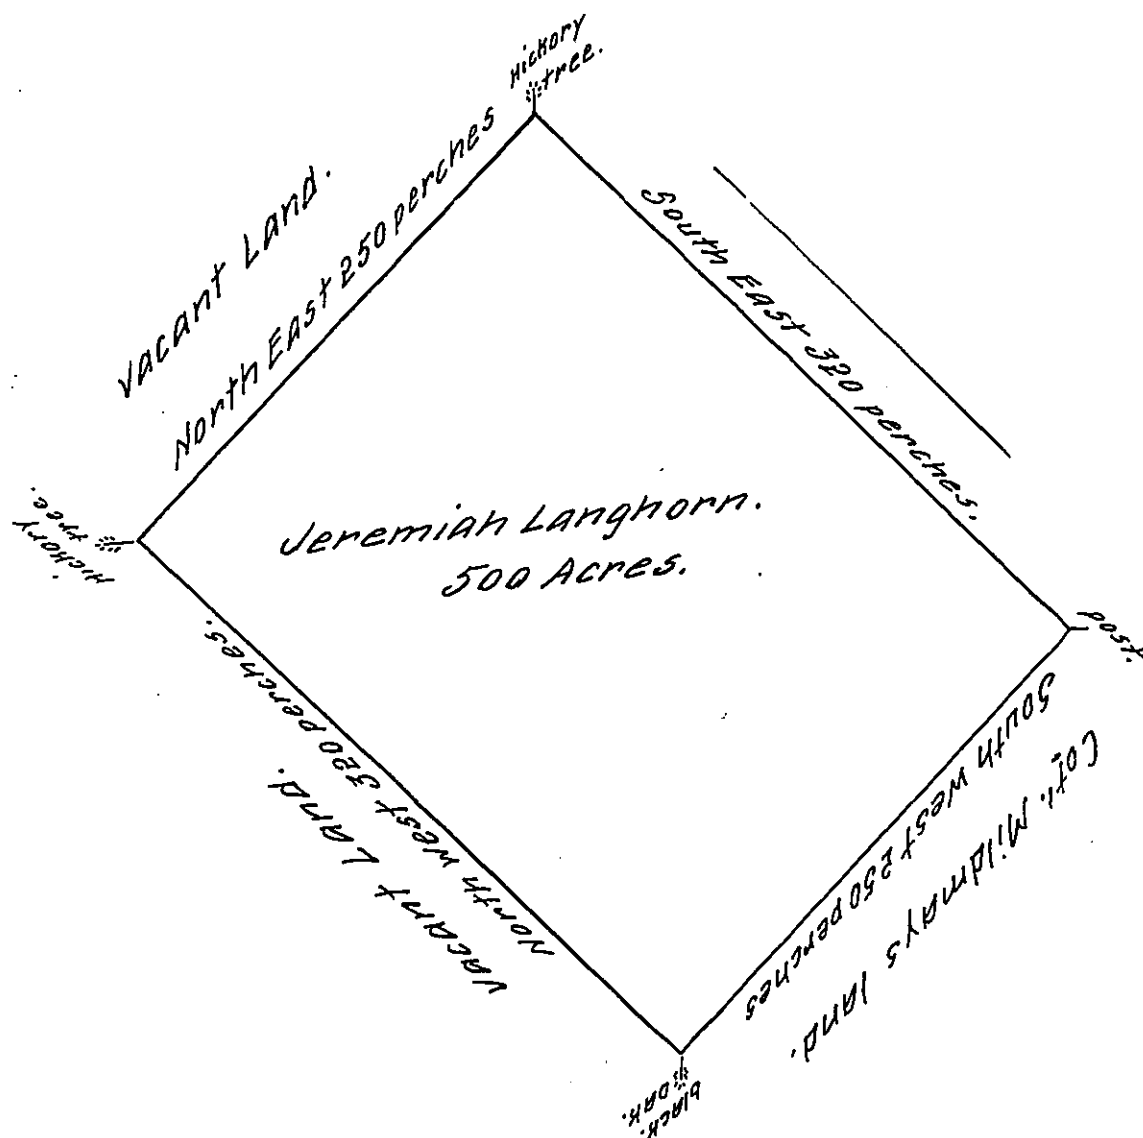 Hickory
tree.
Vacant Land.
North East 250 perches
South East 320 perches.
Hickory
tree.
Jeremiah Langhorn.
500 Acres.
post.
North west 320 perches.
Vacant Land.
South west 250 perches
Mildmays land.
black.
oak.